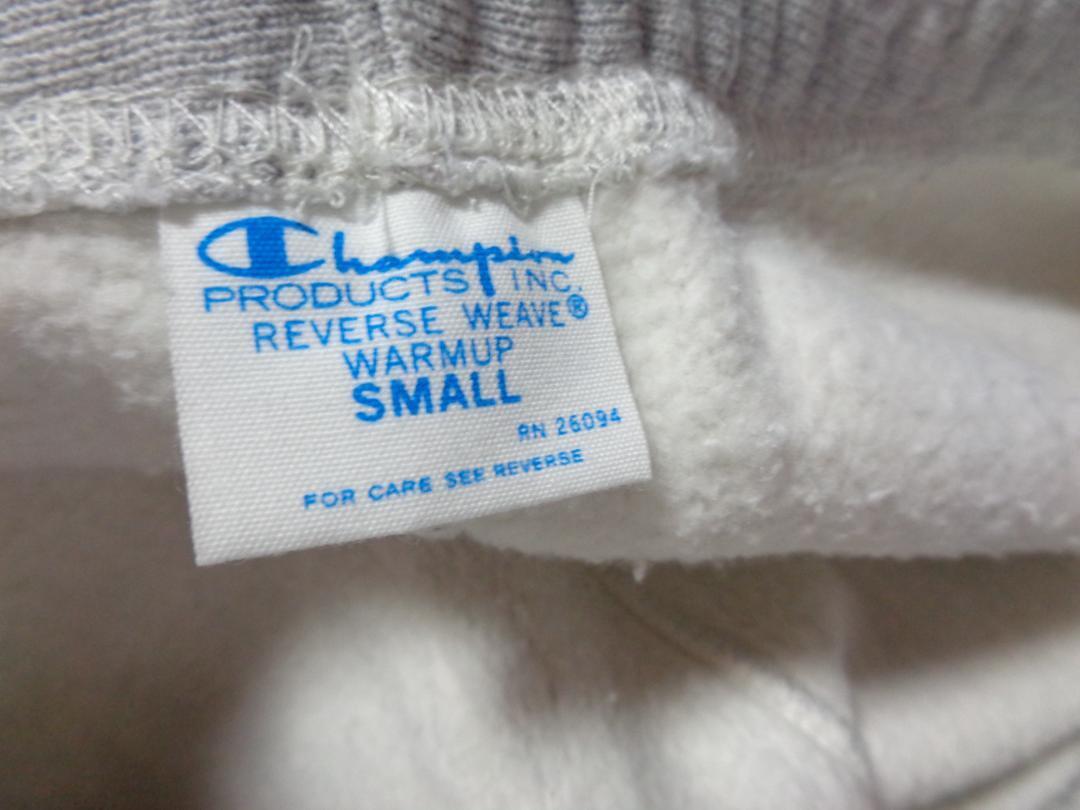 Champion
PRODUCTS INC.
REVERSE WEAVE®
WARMUP
SMALL
RN 26094
FOR CARE SEE REVERSE